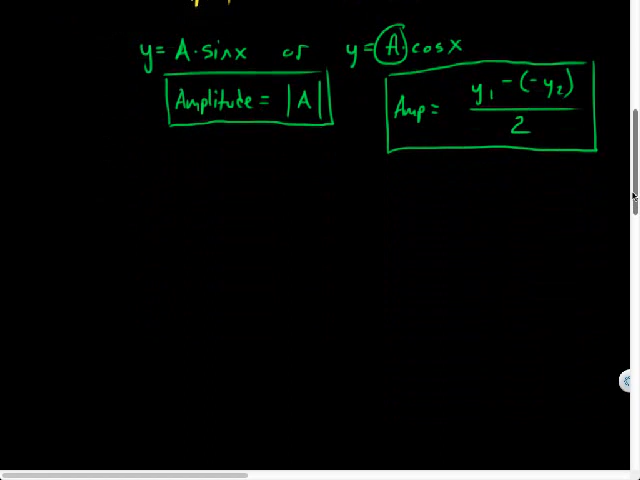 y = A · sin x or y = A · cos x
Amplitude = |A|
Amp = y₁ - (-y₂) / 2